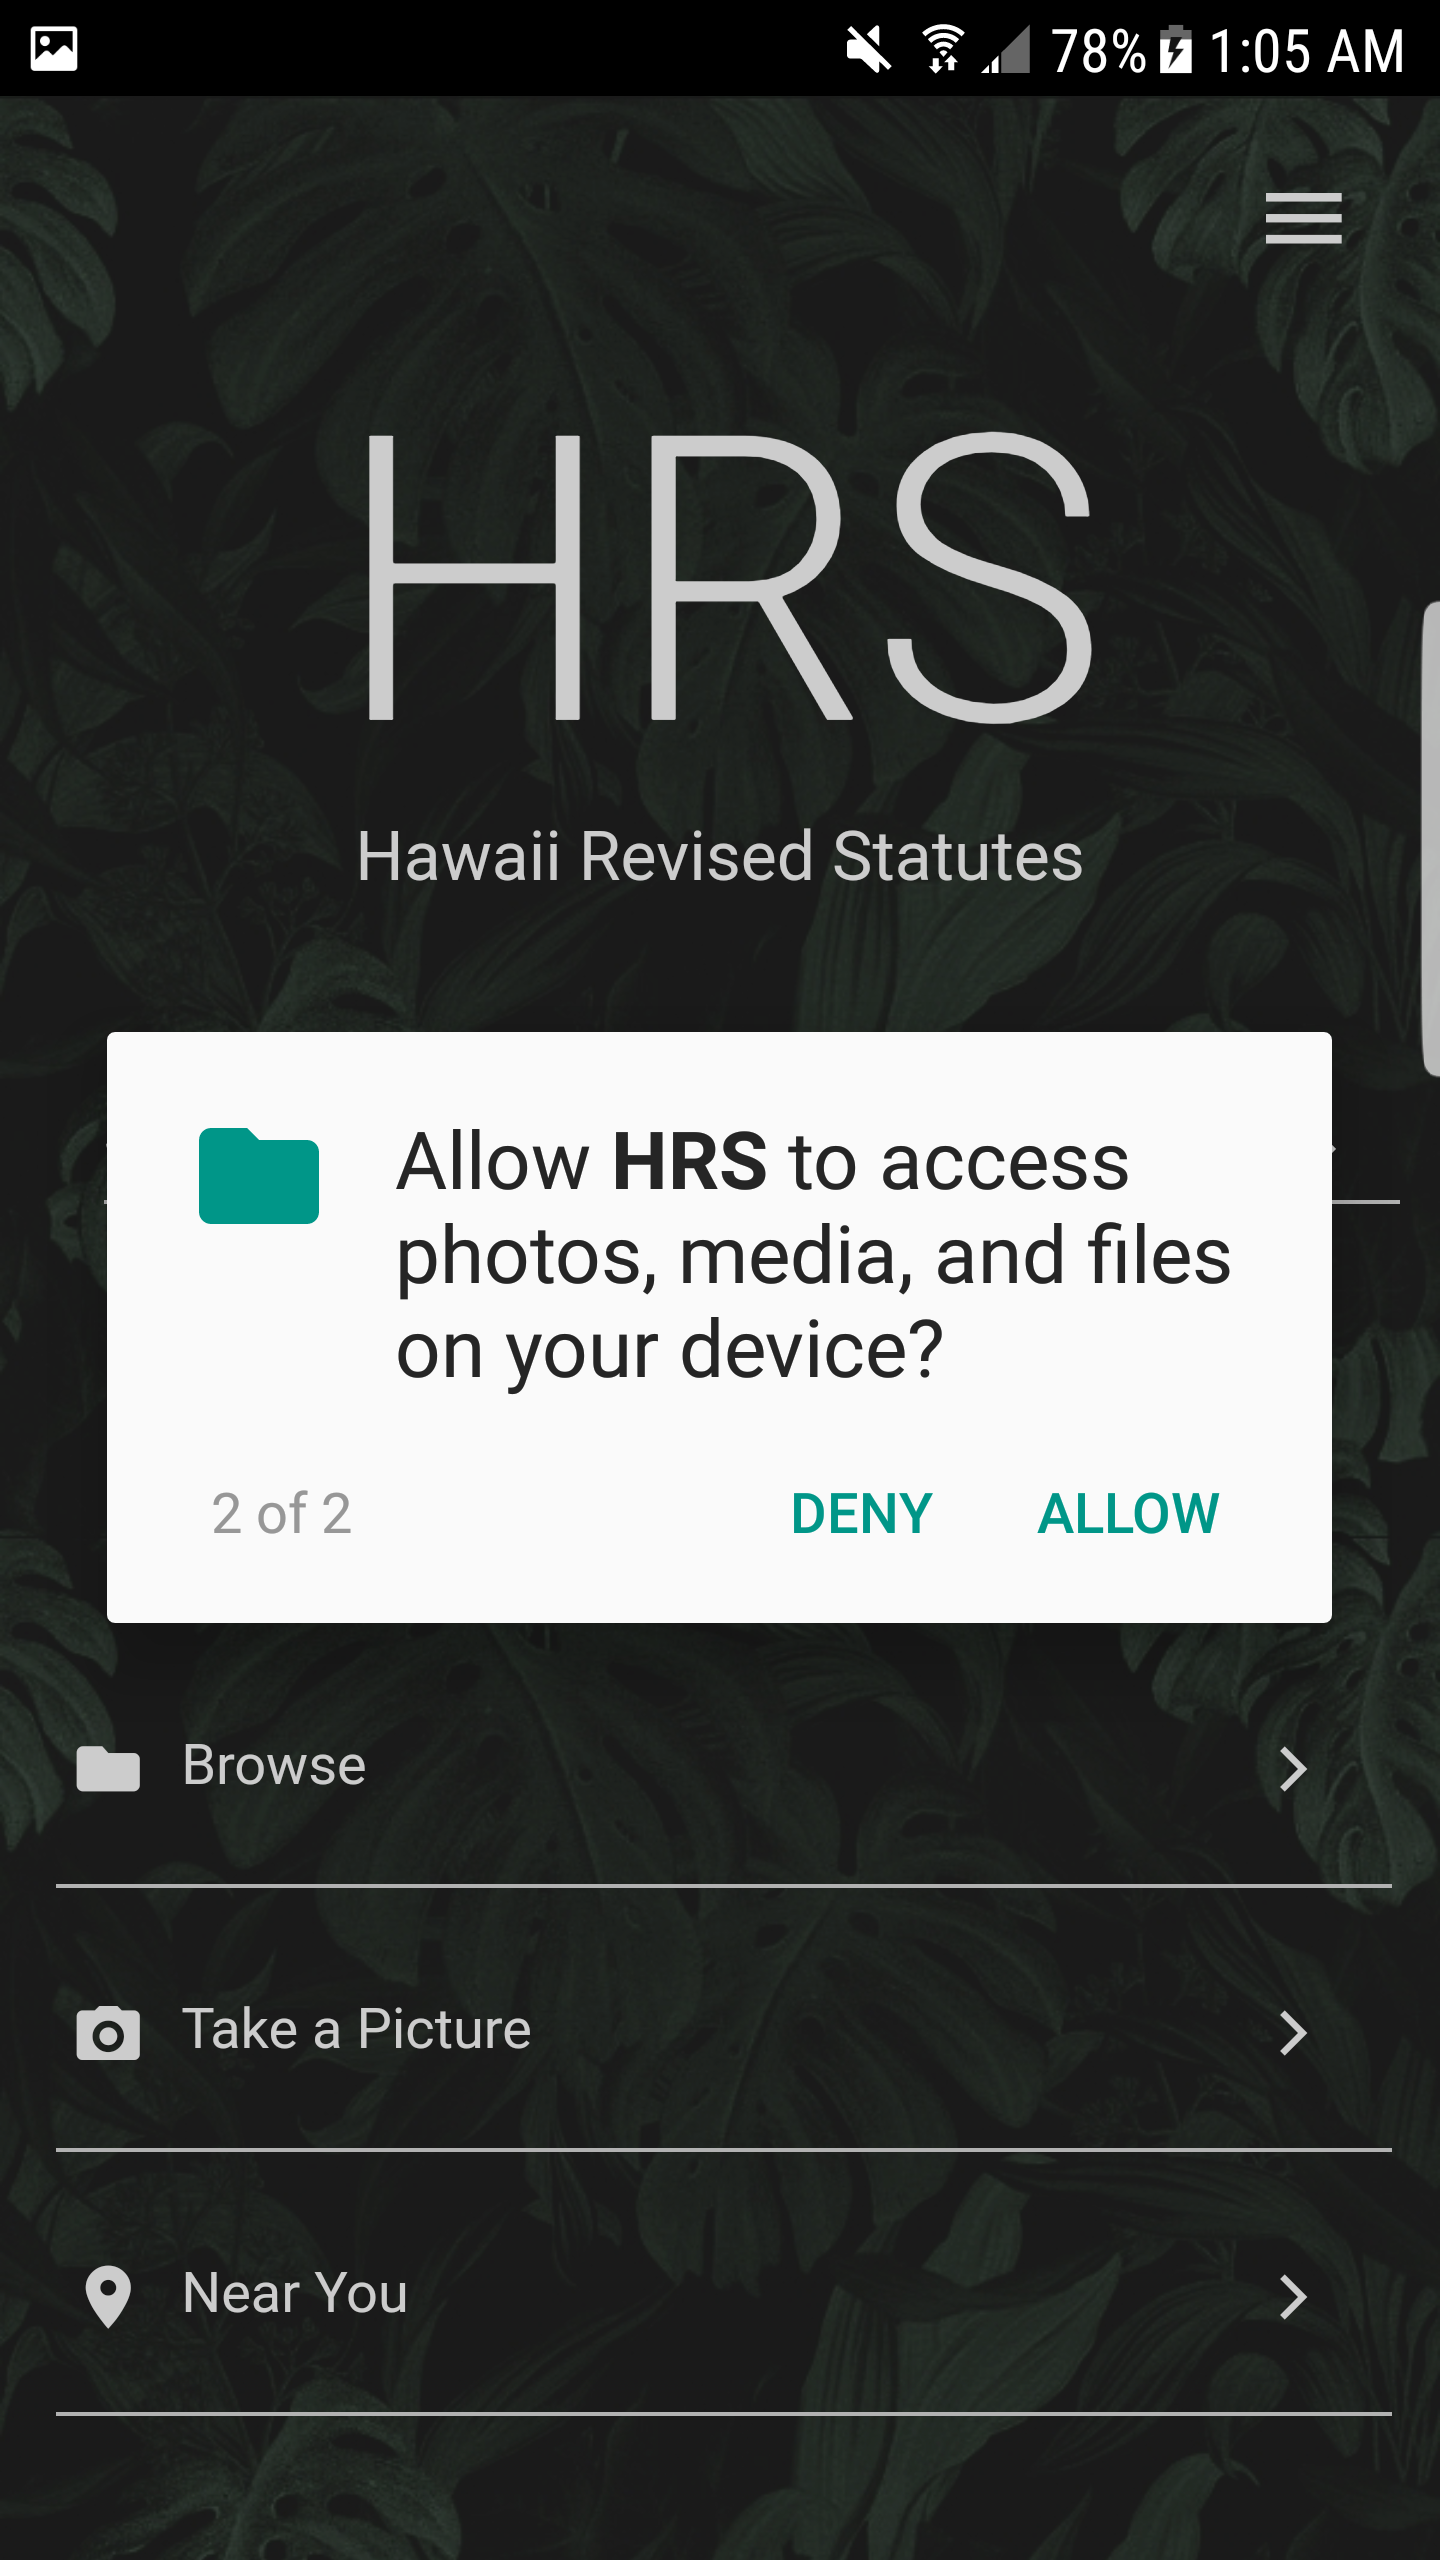 78% 1:05 AM
HRS
Hawaii Revised Statutes
Allow HRS to access
photos, media, and files
on your device?
2 of 2 DENY ALLOW
Browse
Take a Picture
Near You